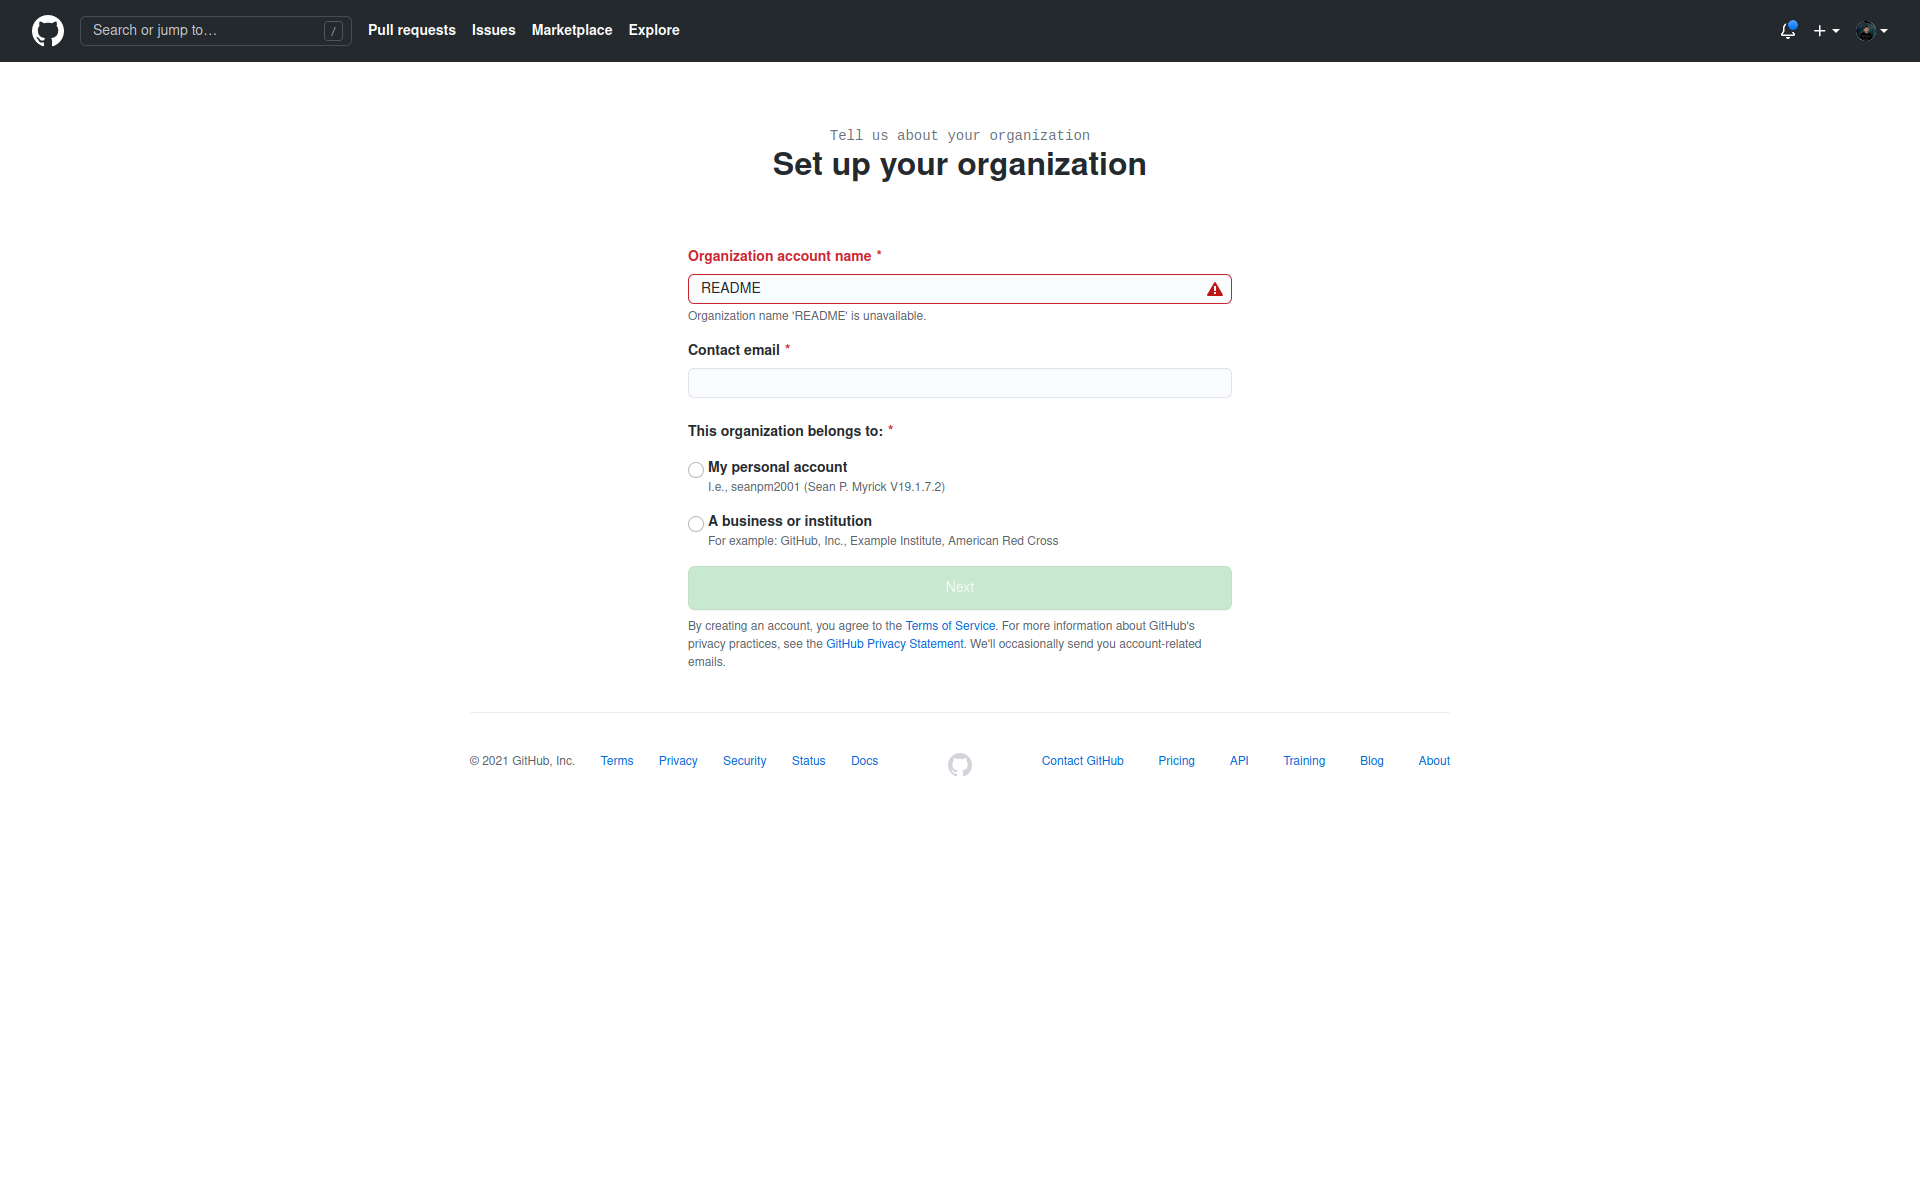 Search or jump to… /
Pull requests Issues Marketplace Explore
Tell us about your organization
Set up your organization
Organization account name *
README
Organization name 'README' is unavailable.
Contact email *
This organization belongs to: *
My personal account
I.e., seanpm2001 (Sean P. Myrick V19.1.7.2)
A business or institution
For example: GitHub, Inc., Example Institute, American Red Cross
Next
By creating an account, you agree to the Terms of Service. For more information about GitHub's
privacy practices, see the GitHub Privacy Statement. We'll occasionally send you account-related
emails.
© 2021 GitHub, Inc. Terms Privacy Security Status Docs Contact GitHub Pricing API Training Blog About